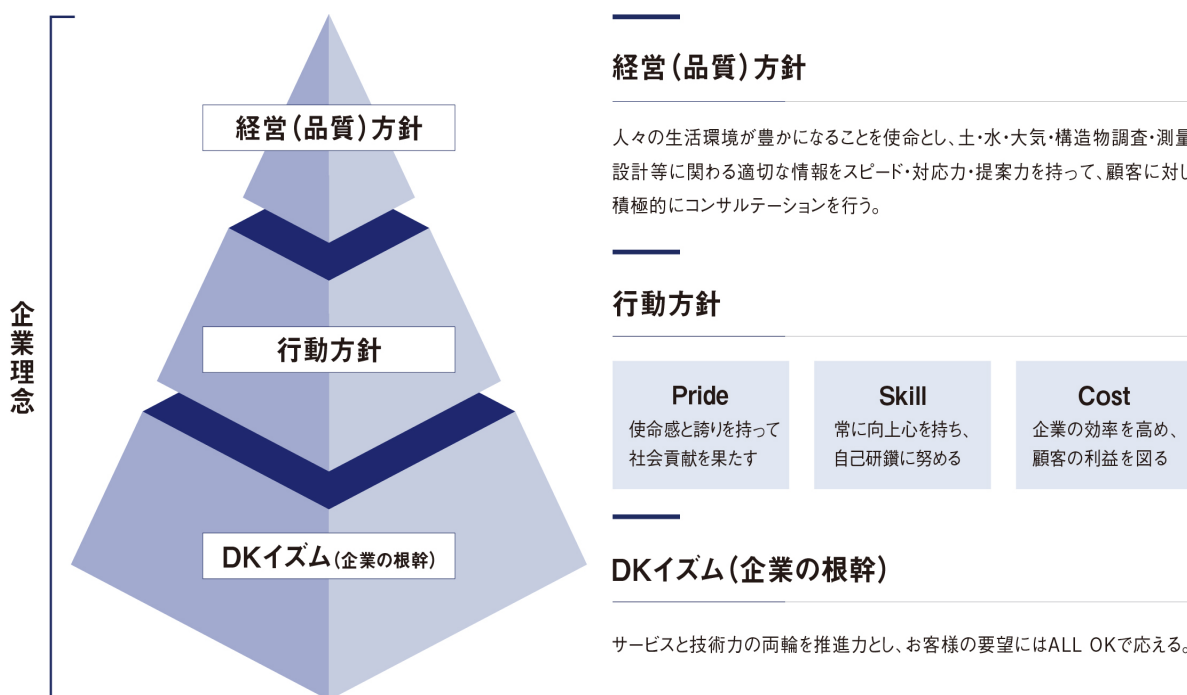 企業理念
経営(品質)方針
行動方針
DKイズム(企業の根幹)
経営(品質)方針
人々の生活環境が豊かになることを使命とし、土・水・大気・構造物調査・測量
設計等に関わる適切な情報をスピード・対応力・提案力を持って、顧客に対し
積極的にコンサルテーションを行う。
行動方針
Pride
使命感と誇りを持って
社会貢献を果たす
Skill
常に向上心を持ち、
自己研鑽に努める
Cost
企業の効率を高め、
顧客の利益を図る
DKイズム(企業の根幹)
サービスと技術力の両輪を推進力とし、お客様の要望にはALL OKで応える。